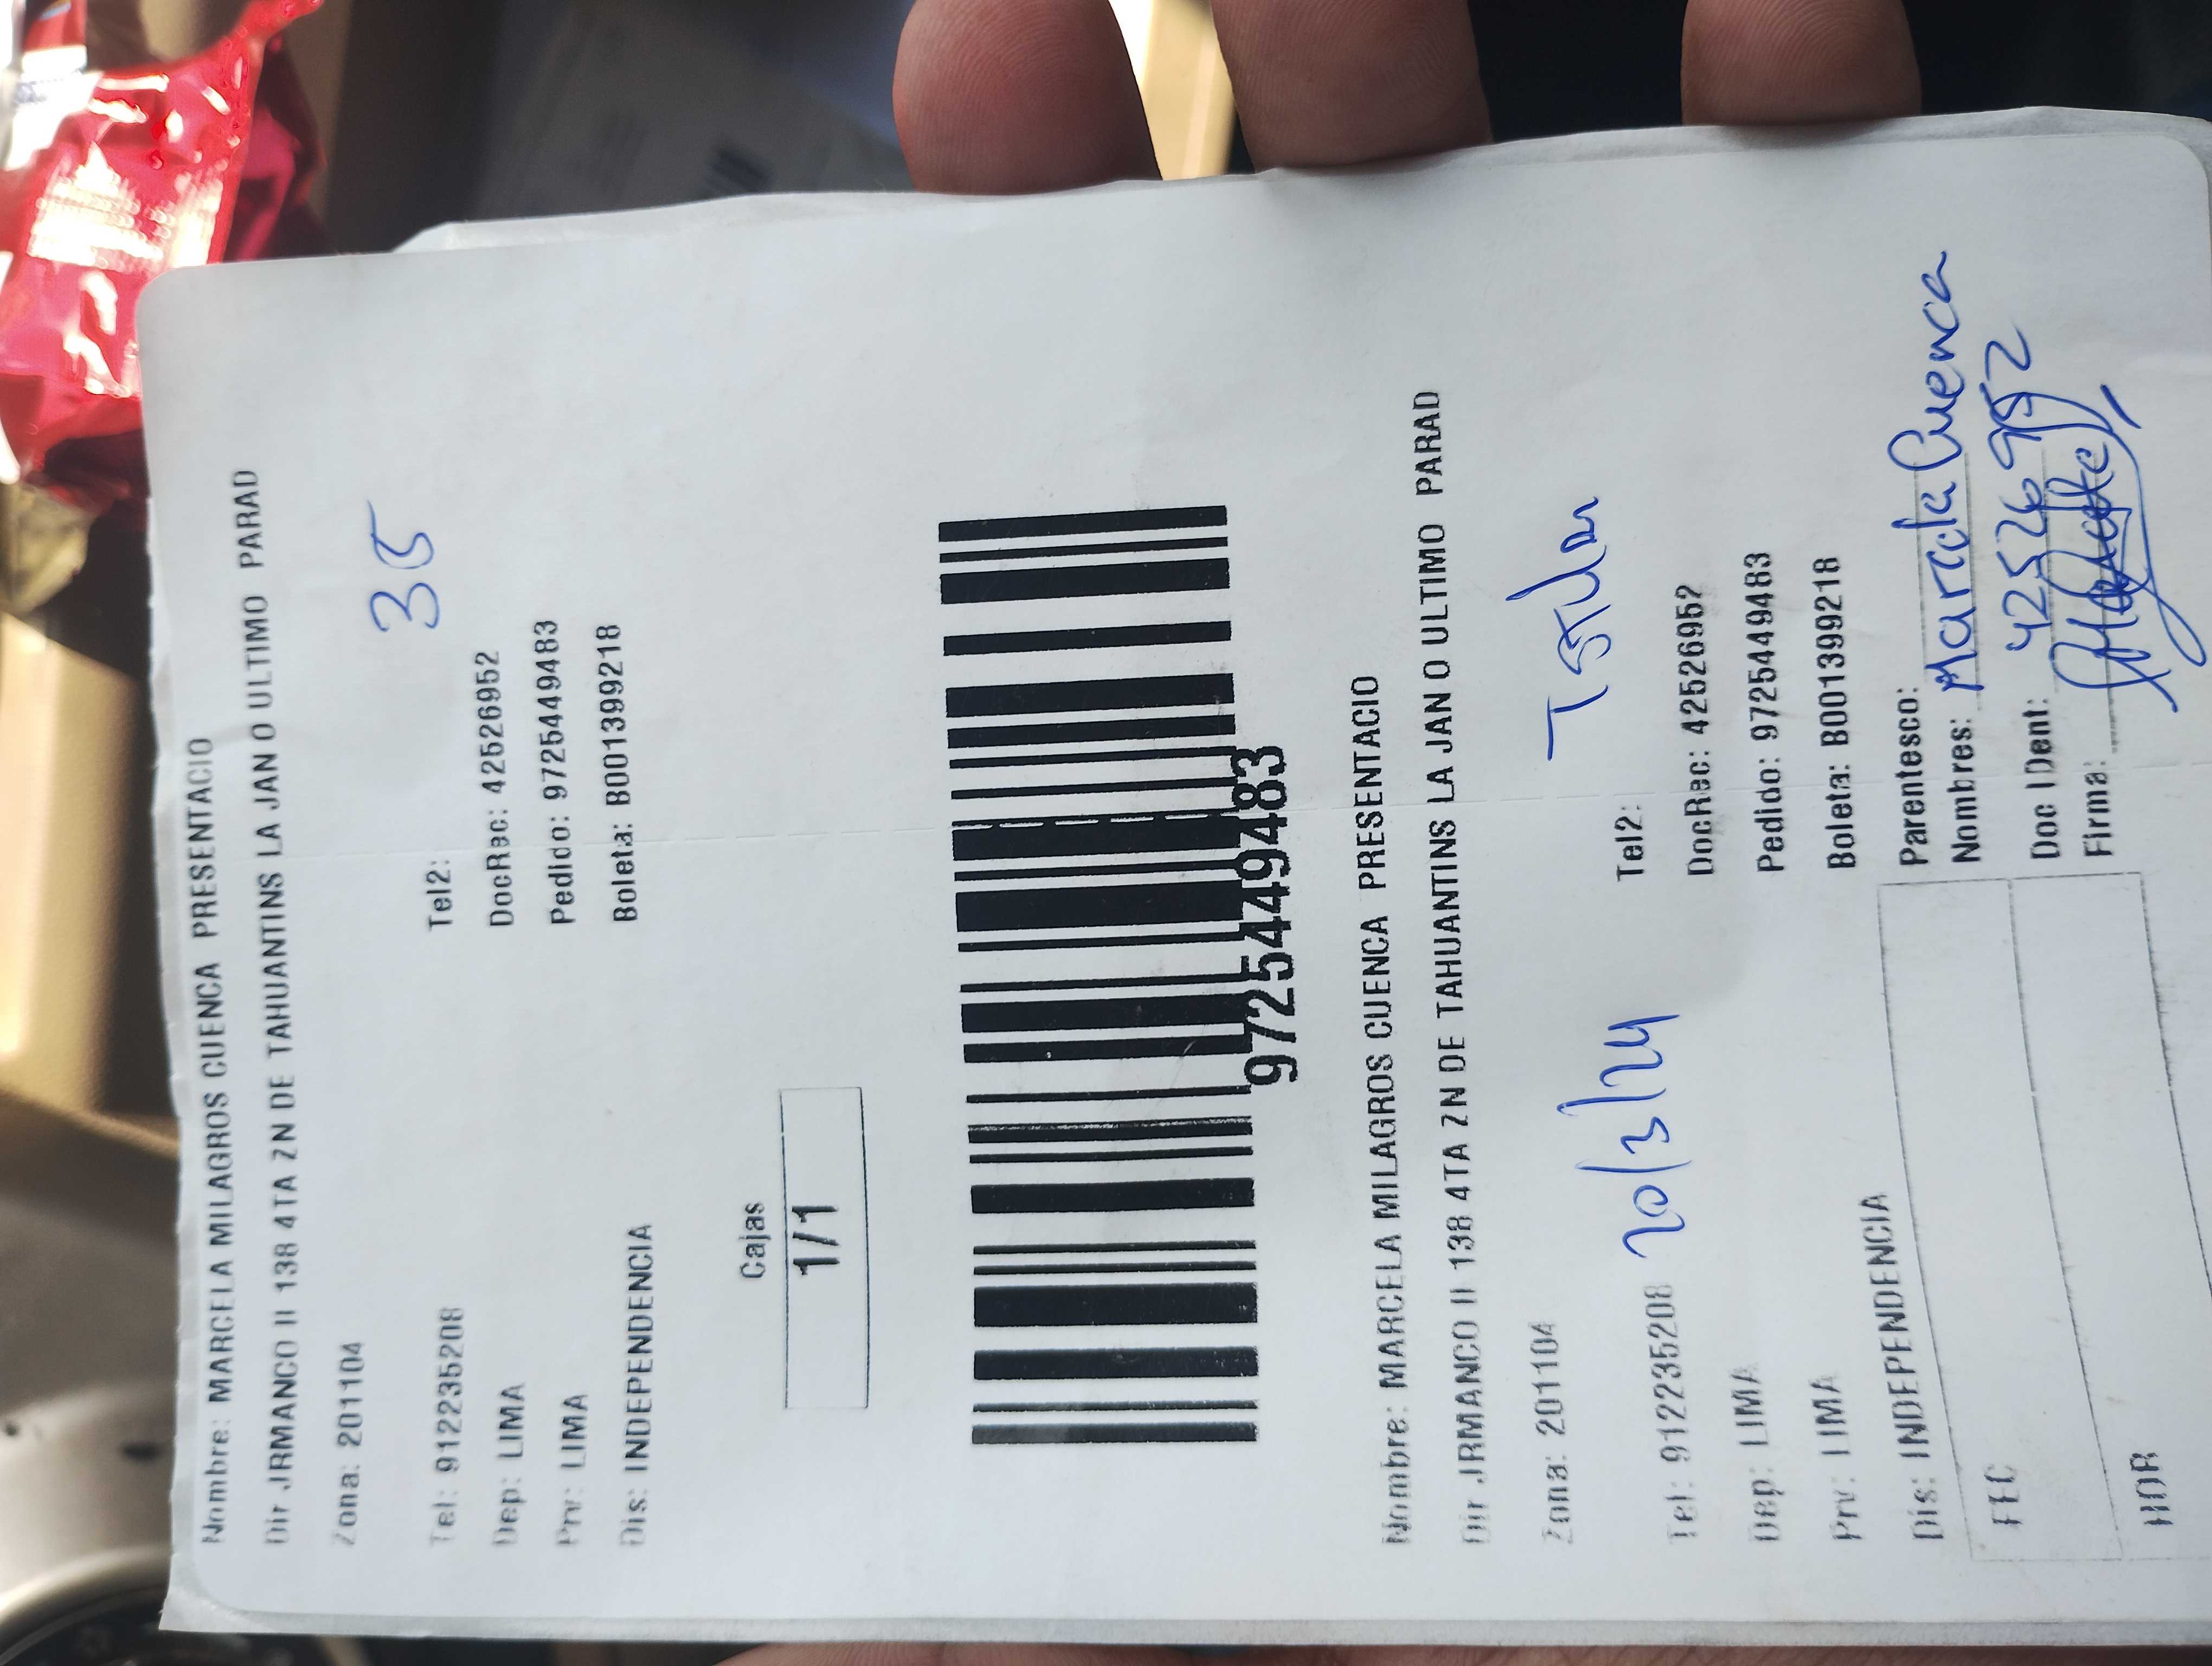 Nombre: MARCELA MILAGROS CUENCA PRESENTACIO
Dir JRMANCO II 138 4TA ZN DE TAHUANTINS LA JAN O ULTIMO PARAD
35
Zona: 201104
Tel: 912235208 Tel2:
Dep: LIMA DocRec: 42526952
Prv: LIMA Pedido: 9725449483
Dis: INDEPENDENCIA Boleta: B001399218
Cajas
1/1
9725449483
Nombre: MARCELA MILAGROS CUENCA PRESENTACIO
Dir JRMANCO II 138 4TA ZN DE TAHUANTINS LA JAN O ULTIMO PARAD
Zona: 201104
Tel: 912235208 20/3/24 Tel2:
Dep: LIMA DocRec: 42526952
Prv: LIMA Pedido: 9725449483
Dis: INDEPENDENCIA Boleta: B001399218
FEC Parentesco:
Nombres: Marcela Cuenca
Doc IDent: 42526952
HOR Firma: